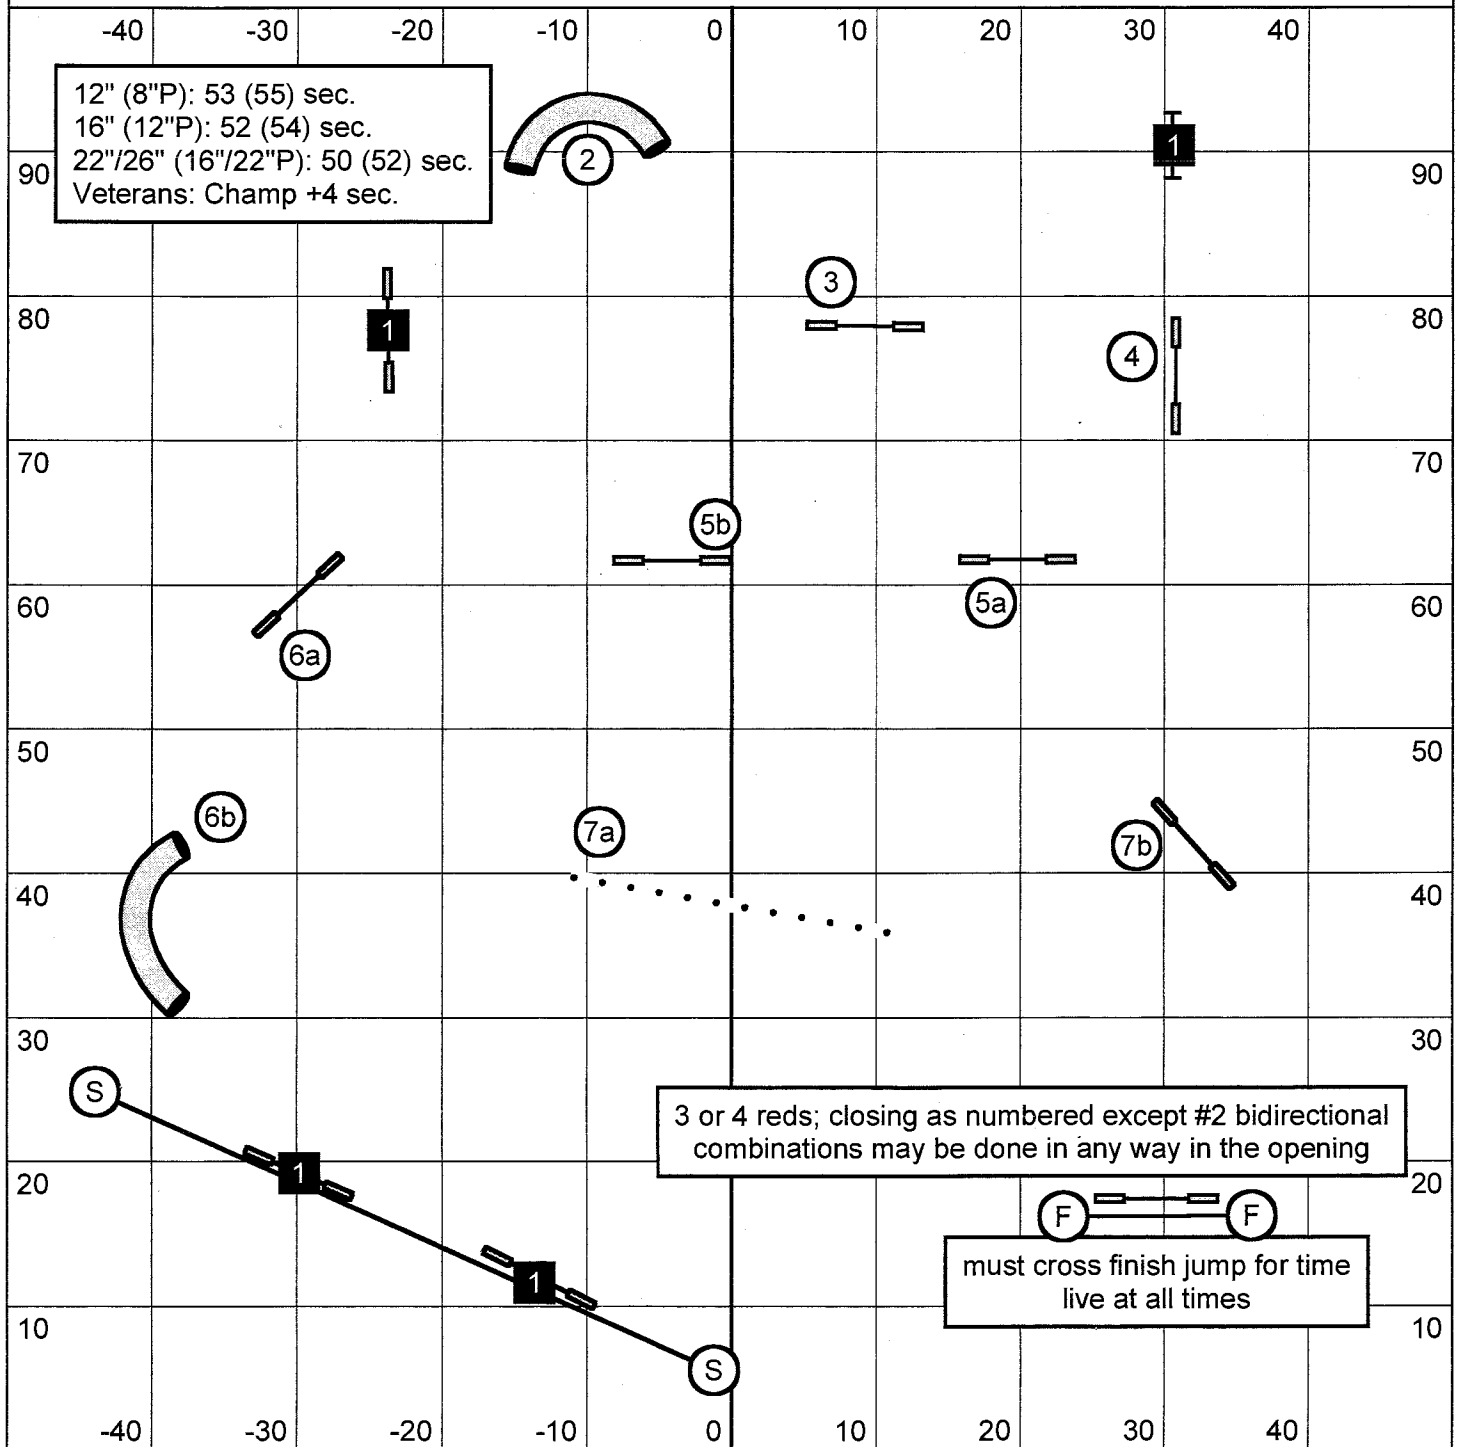 -40 -30 -20 -10 0 10 20 30 40
12" (8"P): 53 (55) sec.
16" (12"P): 52 (54) sec.
22"/26" (16"/22"P): 50 (52) sec.
Veterans: Champ +4 sec.
2
1
90 90
3
80 80
1
4
70 70
5b
60 60
5a
6a
50 50
6b
7a
7b
40 40
30 30
S
3 or 4 reds; closing as numbered except #2 bidirectional
combinations may be done in any way in the opening
1
20 20
F F
must cross finish jump for time
live at all times
1
10 10
S
-40 -30 -20 -10 0 10 20 30 40